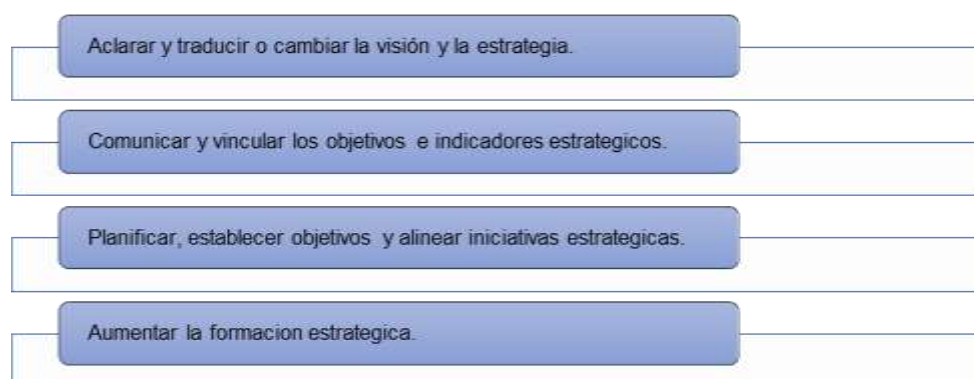 Aclarar y traducir o cambiar la visión y la estrategia.
Comunicar y vincular los objetivos e indicadores estrategicos.
Planificar, establecer objetivos y alinear iniciativas estrategicas.
Aumentar la formacion estrategica.